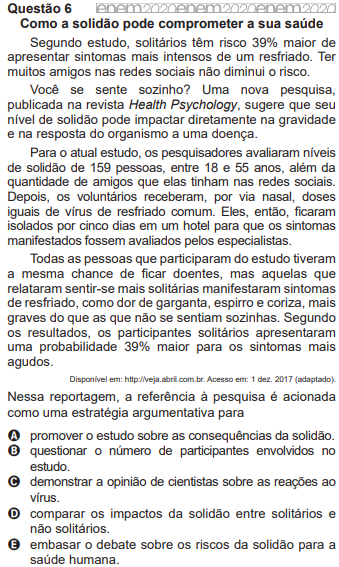 Questão 6 enem2020enem2020enem2020
Como a solidão pode comprometer a sua saúde
Segundo estudo, solitários têm risco 39% maior de
apresentar sintomas mais intensos de um resfriado. Ter
muitos amigos nas redes sociais não diminui o risco.
Você se sente sozinho? Uma nova pesquisa,
publicada na revista Health Psychology, sugere que seu
nível de solidão pode impactar diretamente na gravidade
e na resposta do organismo a uma doença.
Para o atual estudo, os pesquisadores avaliaram níveis
de solidão de 159 pessoas, entre 18 e 55 anos, além da
quantidade de amigos que elas tinham nas redes sociais.
Depois, os voluntários receberam, por via nasal, doses
iguais de vírus de resfriado comum. Eles, então, ficaram
isolados por cinco dias em um hotel para que os sintomas
manifestados fossem avaliados pelos especialistas.
Todas as pessoas que participaram do estudo tiveram
a mesma chance de ficar doentes, mas aquelas que
relataram sentir-se mais solitárias manifestaram sintomas
de resfriado, como dor de garganta, espirro e coriza, mais
graves do que as que não se sentiam sozinhas. Segundo
os resultados, os participantes solitários apresentaram
uma probabilidade 39% maior para os sintomas mais
agudos.
Disponível em: http://veja.abril.com.br. Acesso em: 1 dez. 2017 (adaptado).
Nessa reportagem, a referência à pesquisa é acionada
como uma estratégia argumentativa para
A promover o estudo sobre as consequências da solidão.
B questionar o número de participantes envolvidos no
estudo.
C demonstrar a opinião de cientistas sobre as reações ao
vírus.
D comparar os impactos da solidão entre solitários e
não solitários.
E embasar o debate sobre os riscos da solidão para a
saúde humana.